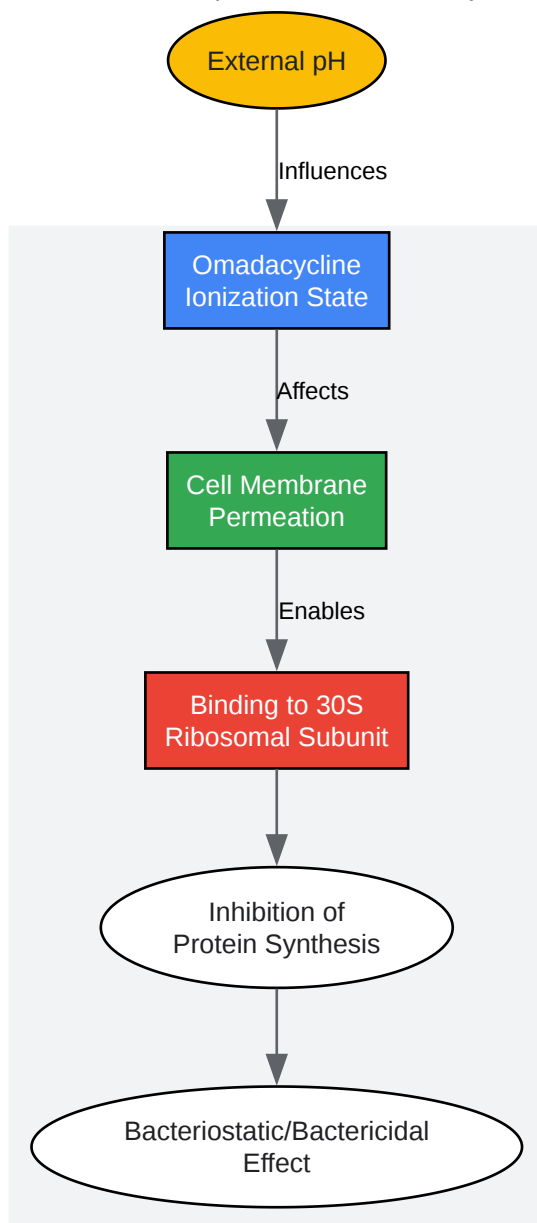 External pH
Influences
Omadacycline
Ionization State
Affects
Cell Membrane
Permeation
Enables
Binding to 30S
Ribosomal Subunit
Inhibition of
Protein Synthesis
Bacteriostatic/Bactericidal
Effect